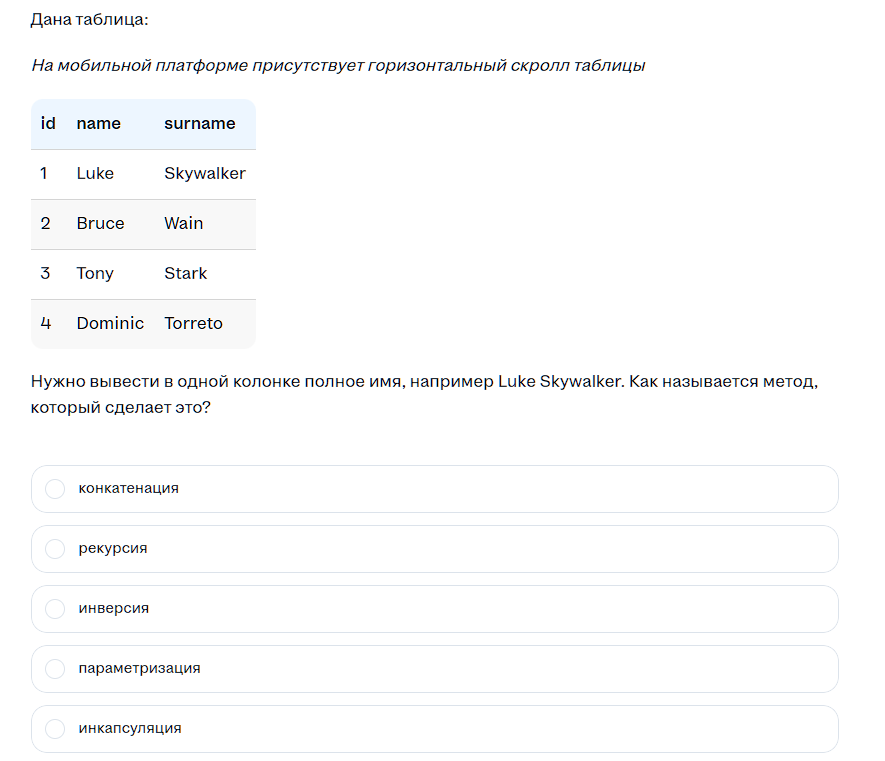 Дана таблица:
На мобильной платформе присутствует горизонтальный скролл таблицы
id name surname
1 Luke Skywalker
2 Bruce Wain
3 Tony Stark
4 Dominic Torreto
Нужно вывести в одной колонке полное имя, например Luke Skywalker. Как называется метод,
который сделает это?
конкатенация
рекурсия
инверсия
параметризация
инкапсуляция